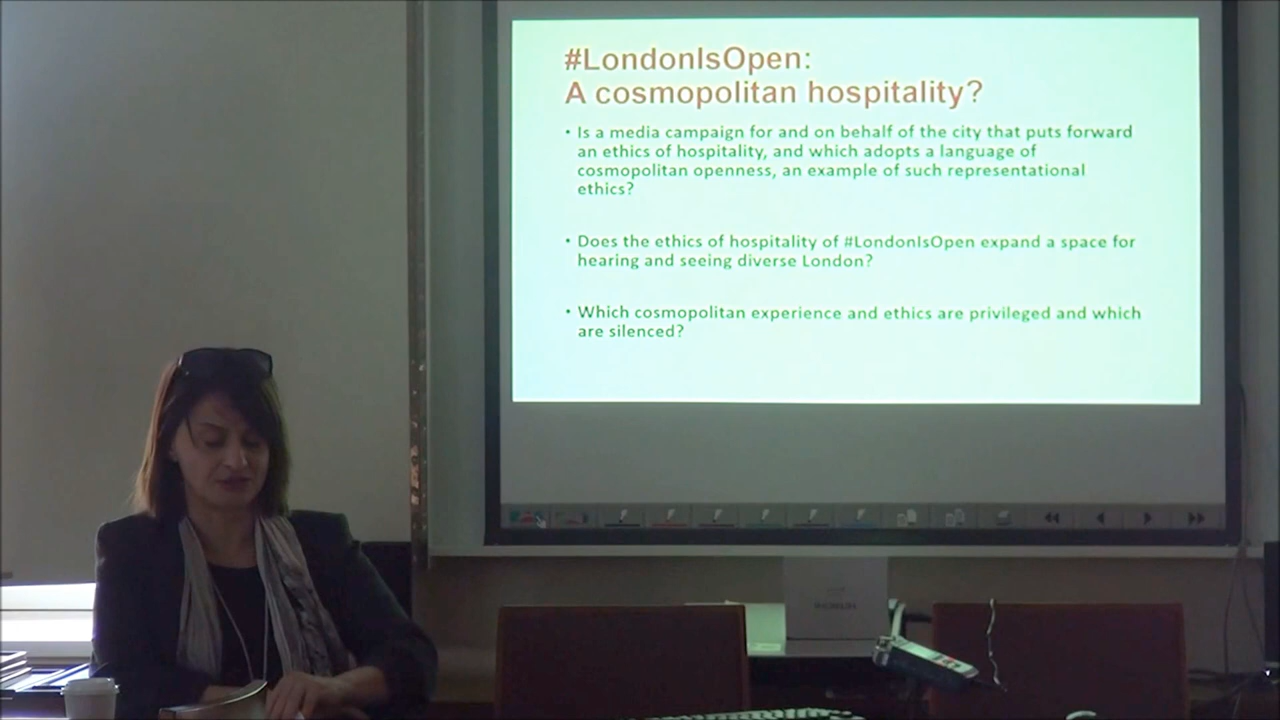 #LondonIsOpen:
A cosmopolitan hospitality?
• Is a media campaign for and on behalf of the city that puts forward
an ethics of hospitality, and which adopts a language of
cosmopolitan openness, an example of such representational
ethics?
• Does the ethics of hospitality of #LondonIsOpen expand a space for
hearing and seeing diverse London?
• Which cosmopolitan experience and ethics are privileged and which
are silenced?